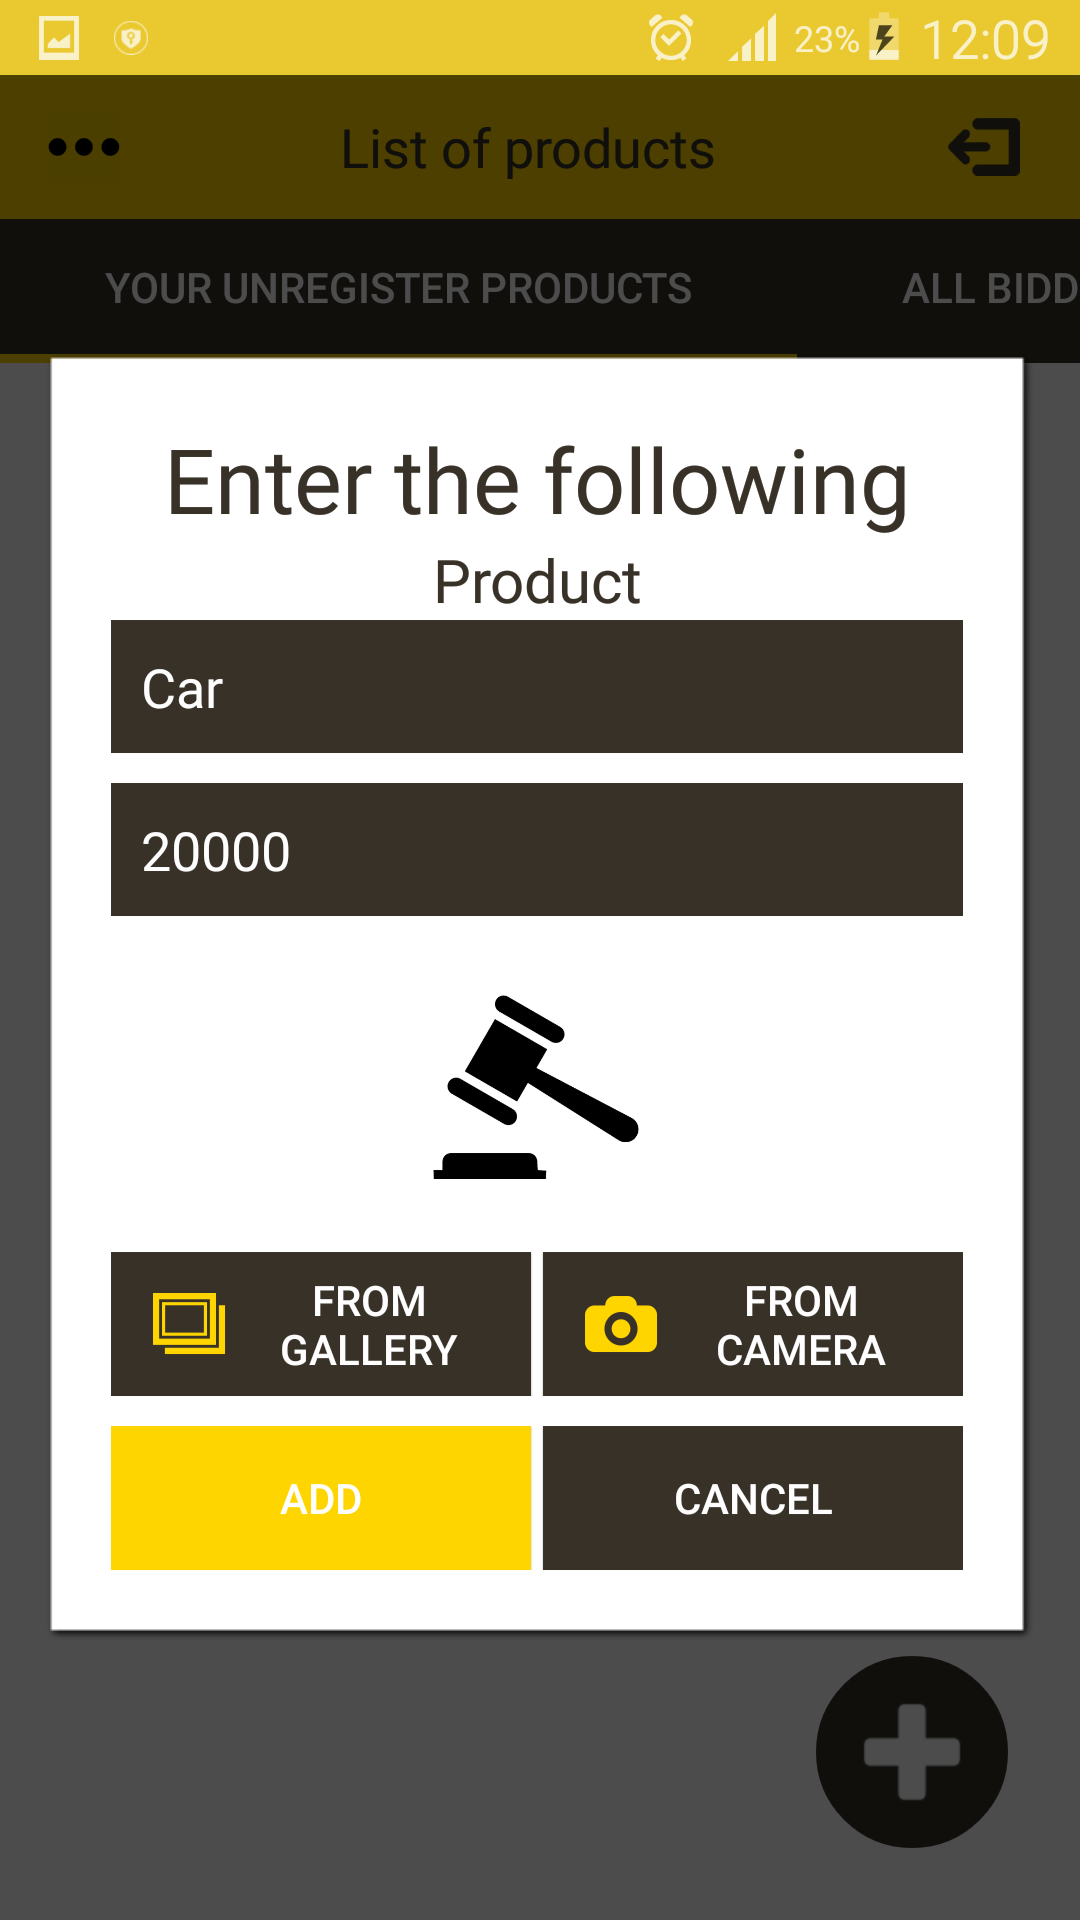 23% 12:09
List of products
YOUR UNREGISTER PRODUCTS ALL BIDD
Enter the following
Product
Car
20000
FROM GALLERY
FROM CAMERA
ADD
CANCEL